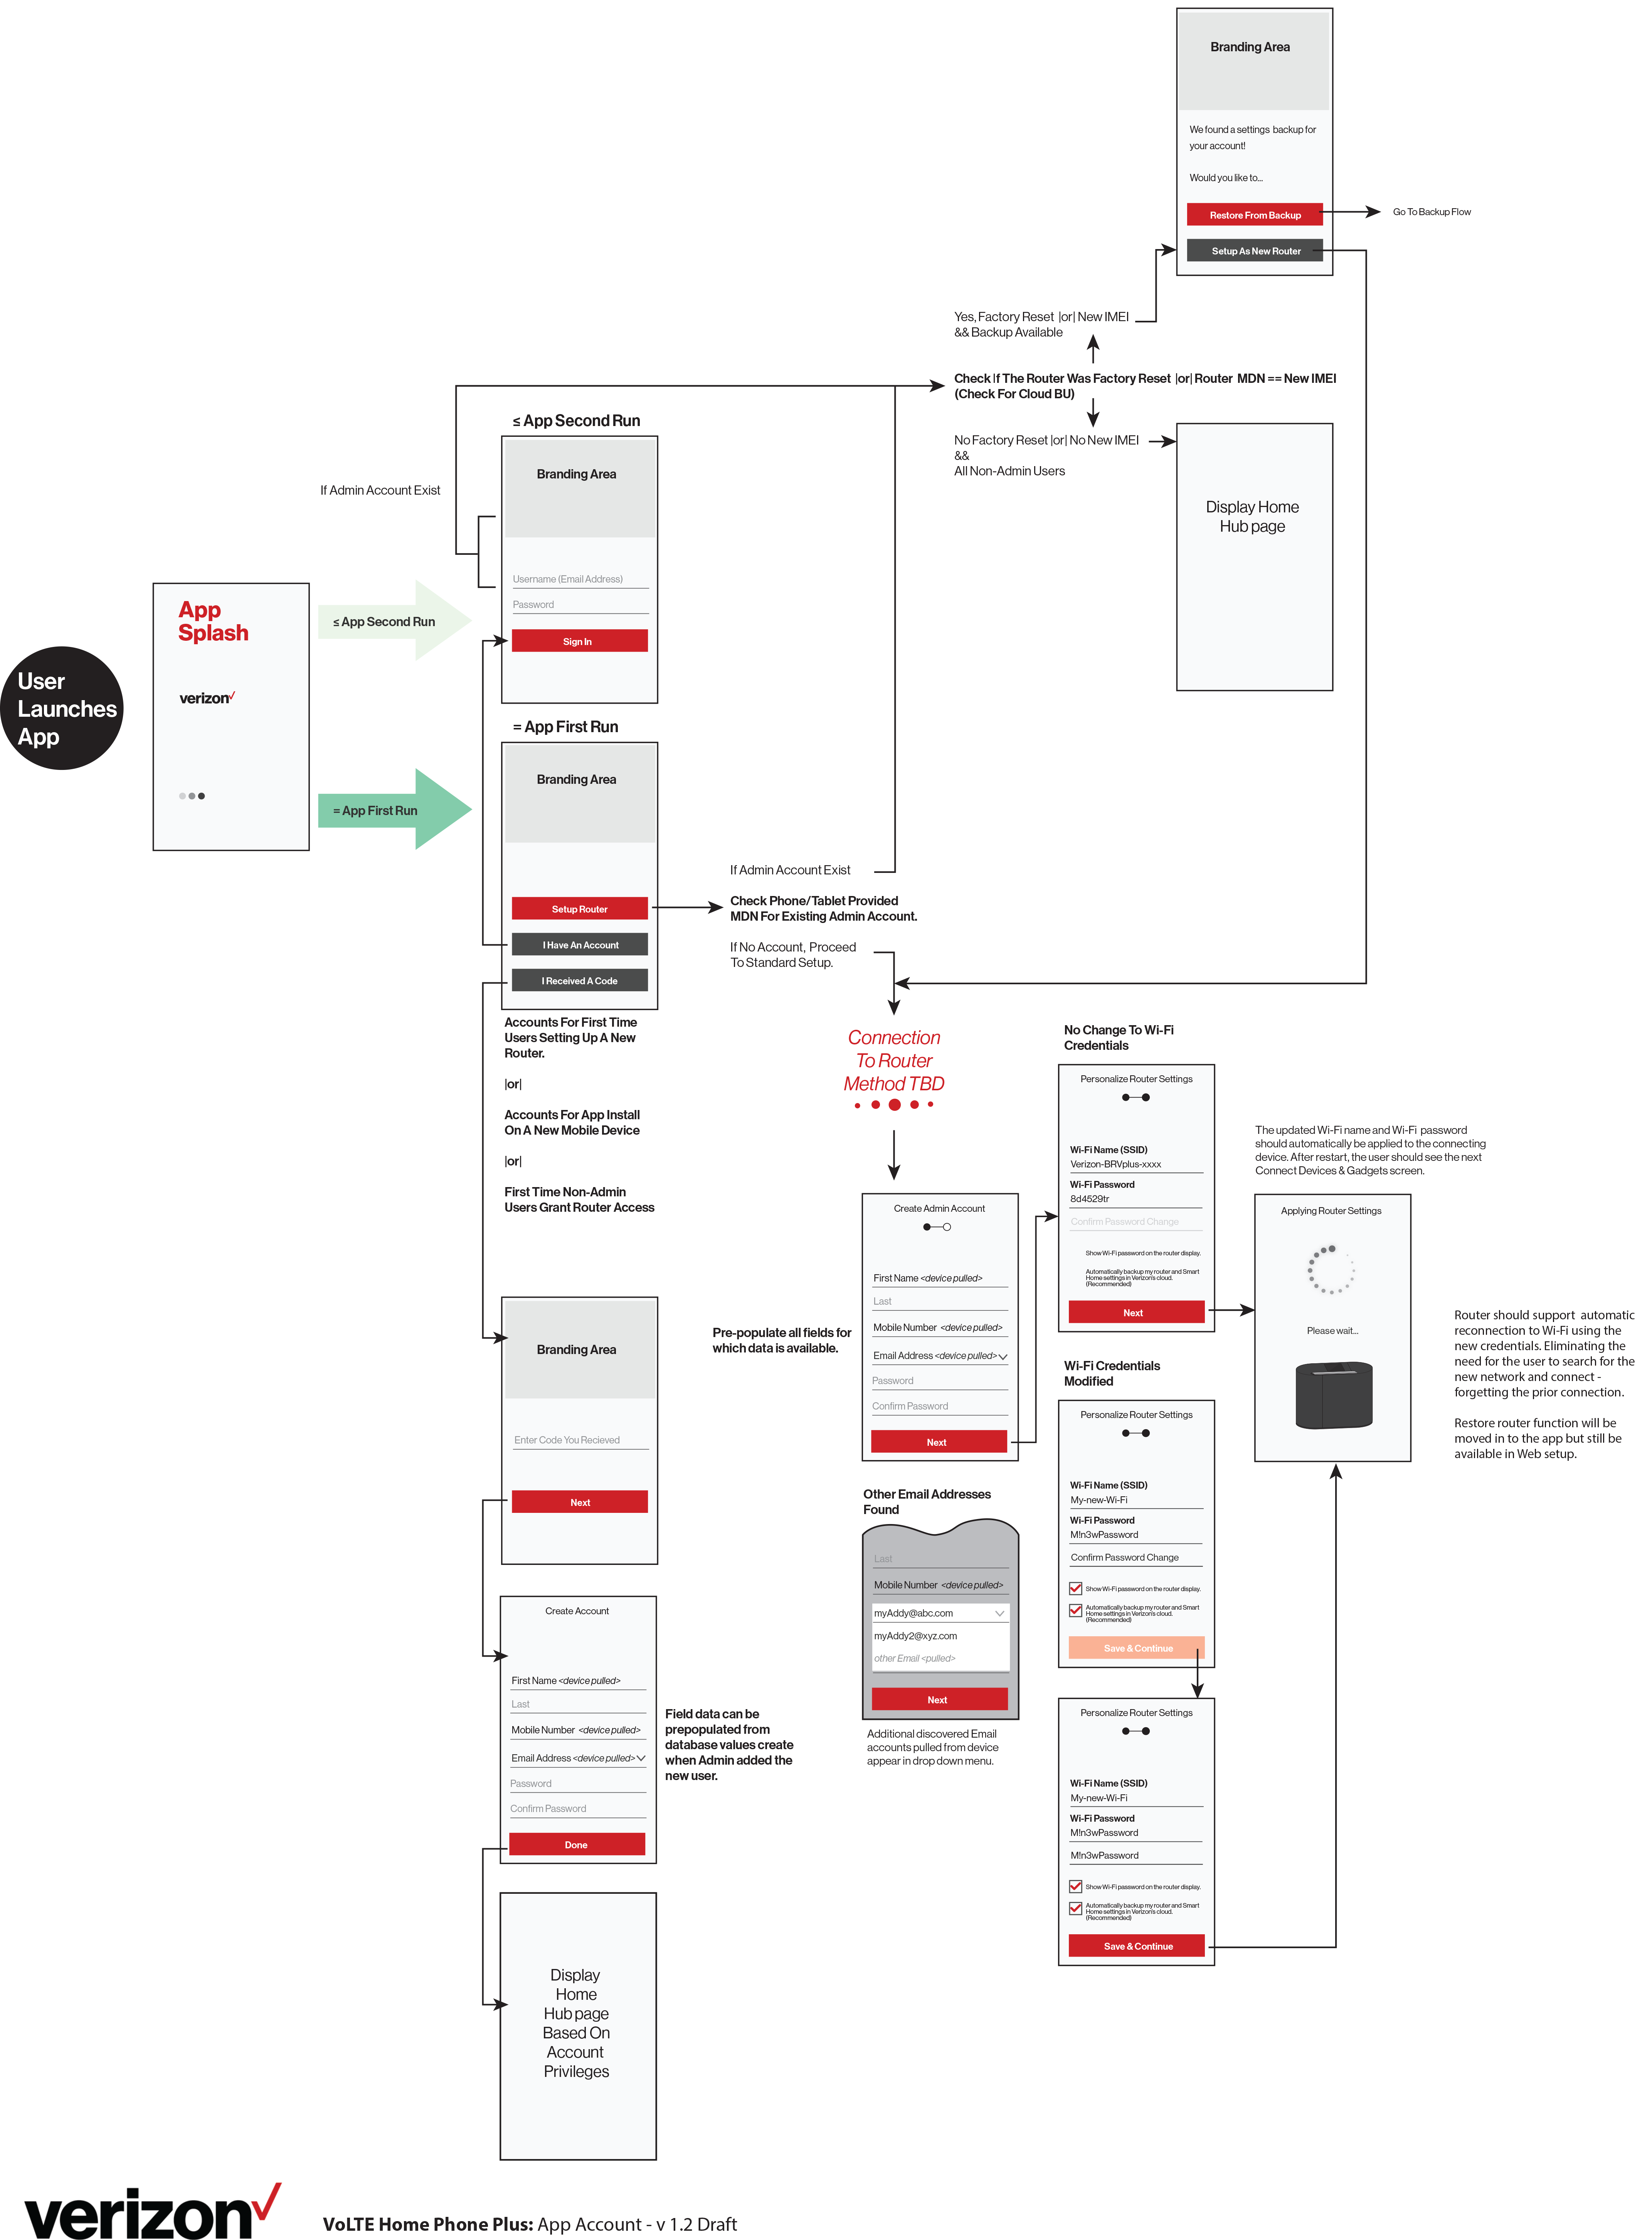 Branding Area
We found a settings backup for
your account!
Would you like to...
Restore From Backup
Go To Backup Flow
Setup As New Router
Yes, Factory Reset |or| New IMEI
&& Backup Available
Check If The Router Was Factory Reset |or| Router MDN == New IMEI
(Check For Cloud BU)
No Factory Reset |or| No New IMEI
&&
All Non-Admin Users
Display Home
Hub page
≤ App Second Run
If Admin Account Exist
Branding Area
Username (Email Address)
Password
Sign In
User
Launches
App
App
Splash
verizon
≤ App Second Run
= App First Run
= App First Run
Branding Area
Setup Router
I Have An Account
I Received A Code
If Admin Account Exist
Check Phone/Tablet Provided
MDN For Existing Admin Account.
If No Account, Proceed
To Standard Setup.
Accounts For First Time
Users Setting Up A New
Router.
|or|
Accounts For App Install
On A New Mobile Device
|or|
First Time Non-Admin
Users Grant Router Access
Connection
To Router
Method TBD
Pre-populate all fields for
which data is available.
Create Admin Account
First Name <device pulled>
Last
Mobile Number <device pulled>
Email Address <device pulled>
Password
Confirm Password
Next
Other Email Addresses
Found
Last
Mobile Number <device pulled>
myAddy@abc.com
myAddy2@xyz.com
other Email <pulled>
Next
Additional discovered Email
accounts pulled from device
appear in drop down menu.
No Change To Wi-Fi
Credentials
Personalize Router Settings
Wi-Fi Name (SSID)
Verizon-BRVplus-xxxx
Wi-Fi Password
8d4529tr
Confirm Password Change
Show Wi-Fi password on the router display.
Automatically backup my router and Smart
Home settings in Verizon's cloud.
(Recommended)
Next
Wi-Fi Credentials
Modified
Personalize Router Settings
Wi-Fi Name (SSID)
My-new-Wi-Fi
Wi-Fi Password
M!n3wPassword
Confirm Password Change
Show Wi-Fi password on the router display.
Automatically backup my router and Smart
Home settings in Verizon's cloud.
(Recommended)
Save & Continue
Personalize Router Settings
Wi-Fi Name (SSID)
My-new-Wi-Fi
Wi-Fi Password
M!n3wPassword
M!n3wPassword
Show Wi-Fi password on the router display.
Automatically backup my router and Smart
Home settings in Verizon's cloud.
(Recommended)
Save & Continue
The updated Wi-Fi name and Wi-Fi password
should automatically be applied to the connecting
device. After restart, the user should see the next
Connect Devices & Gadgets screen.
Applying Router Settings
Please wait...
Router should support automatic
reconnection to Wi-Fi using the
new credentials. Eliminating the
need for the user to search for the
new network and connect -
forgetting the prior connection.
Restore router function will be
moved in to the app but still be
available in Web setup.
Branding Area
Enter Code You Recieved
Next
Create Account
First Name <device pulled>
Last
Mobile Number <device pulled>
Email Address <device pulled>
Password
Confirm Password
Done
Field data can be
prepopulated from
database values create
when Admin added the
new user.
Display
Home
Hub page
Based On
Account
Privileges
verizon
VoLTE Home Phone Plus: App Account - v 1.2 Draft